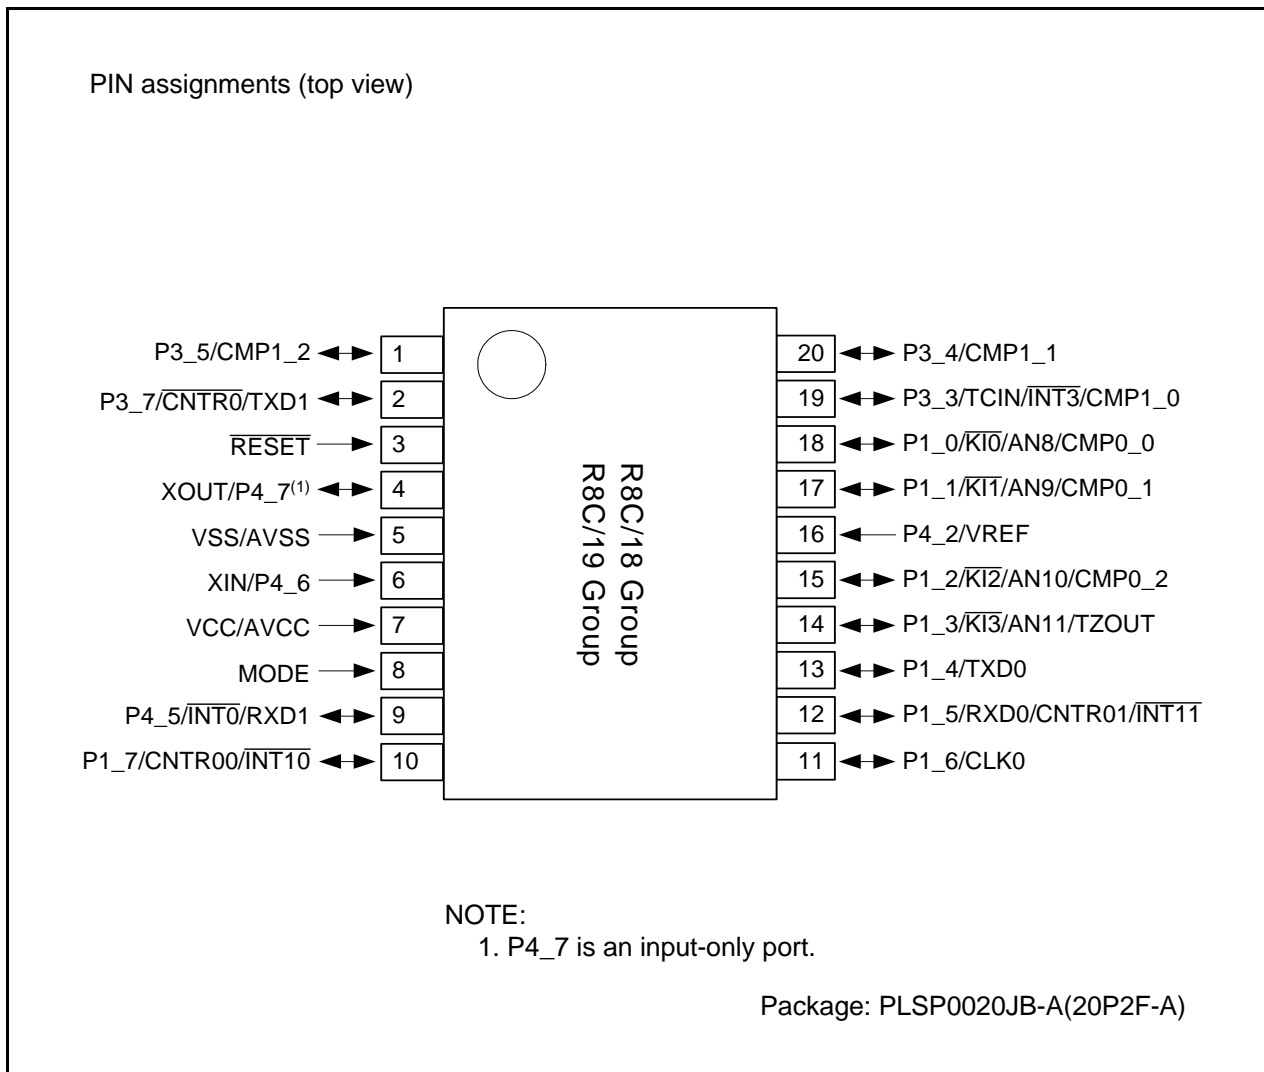 PIN assignments (top view)
P3_5/CMP1_2 1 20 P3_4/CMP1_1
P3_7/CNTR0/TXD1 2 19 P3_3/TCIN/INT3/CMP1_0
RESET 3 18 P1_0/KI0/AN8/CMP0_0
XOUT/P4_7(1) 4 17 P1_1/KI1/AN9/CMP0_1
VSS/AVSS 5 16 P4_2/VREF
XIN/P4_6 6 15 P1_2/KI2/AN10/CMP0_2
VCC/AVCC 7 14 P1_3/KI3/AN11/TZOUT
MODE 8 13 P1_4/TXD0
P4_5/INT0/RXD1 9 12 P1_5/RXD0/CNTR01/INT11
P1_7/CNTR00/INT10 10 11 P1_6/CLK0
R8C/18 Group
R8C/19 Group
NOTE:
1. P4_7 is an input-only port.
Package: PLSP0020JB-A(20P2F-A)